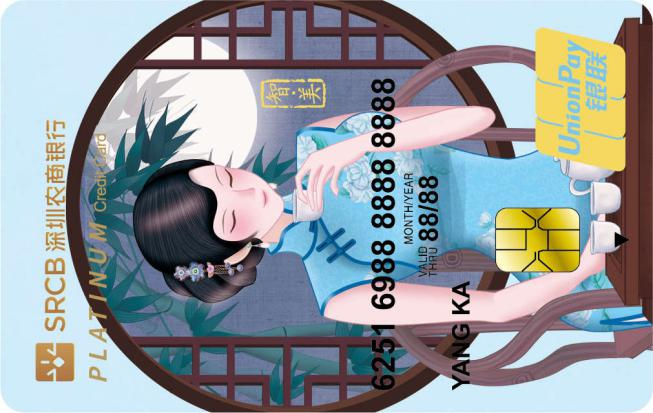 SRCB 深圳农商银行
PLATINUM Credit Card
智·美
6251 6988 8888 8888
MONTH/YEAR
VALID THRU 88/88
YANG KA
UnionPay
银联